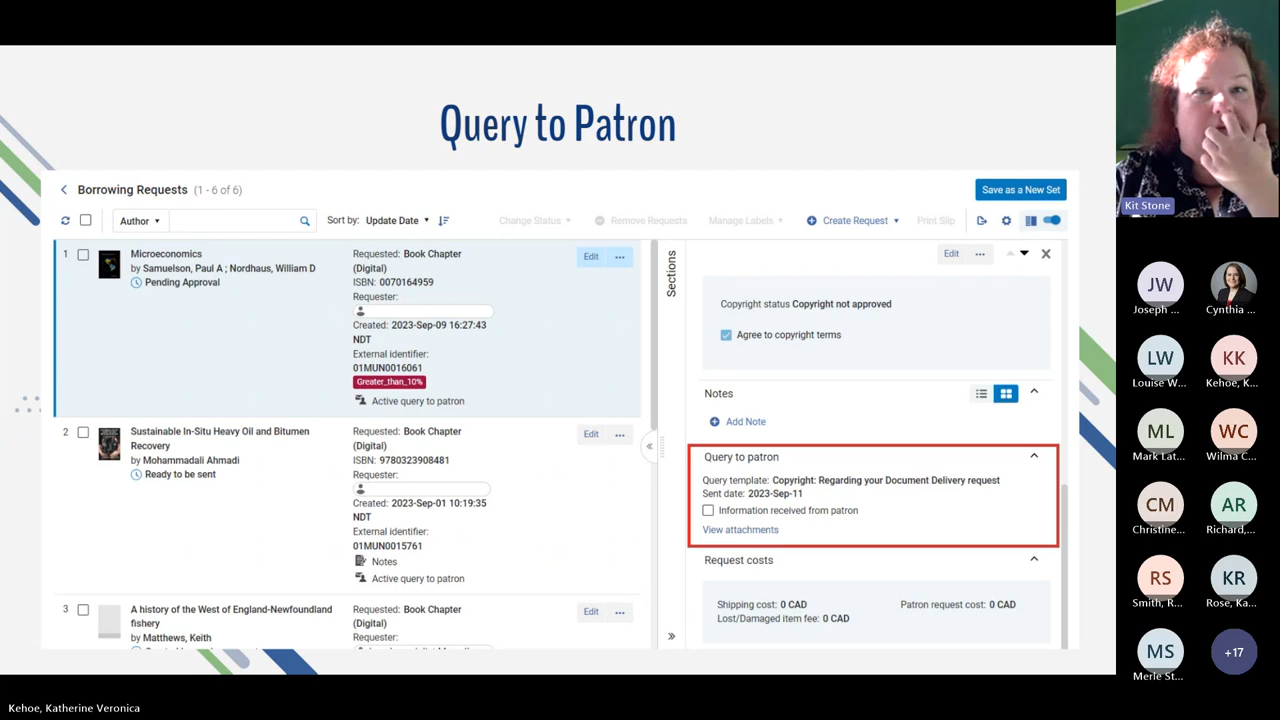 Query to Patron
Borrowing Requests (1 - 6 of 6)
Save as a New Set
Author
Sort by: Update Date
Change Status
Remove Requests
Manage Labels
Create Request
Print Slip
1
Microeconomics
by Samuelson, Paul A ; Nordhaus, William D
Pending Approval
Requested: Book Chapter
(Digital)
ISBN: 0070164959
Requester:
Created: 2023-Sep-09 16:27:43
NDT
External identifier:
01MUN0016061
Greater_than_10%
Active query to patron
Edit
2
Sustainable In-Situ Heavy Oil and Bitumen
Recovery
by Mohammadali Ahmadi
Ready to be sent
Requested: Book Chapter
(Digital)
ISBN: 9780323908481
Requester:
Created: 2023-Sep-01 10:19:35
NDT
External identifier:
01MUN0015761
Notes
Active query to patron
Edit
3
A history of the West of England-Newfoundland
fishery
by Matthews, Keith
Requested: Book Chapter
(Digital)
Requester:
Edit
Sections
Edit
Copyright status Copyright not approved
Agree to copyright terms
Notes
Add Note
Query to patron
Query template: Copyright: Regarding your Document Delivery request
Sent date: 2023-Sep-11
Information received from patron
View attachments
Request costs
Shipping cost: 0 CAD
Patron request cost: 0 CAD
Lost/Damaged item fee: 0 CAD
Kit Stone
JW
Joseph ...
Cynthia ...
LW
Louise W...
KK
Kehoe, K...
ML
Mark Lat...
WC
Wilma C...
CM
Christine...
AR
Richard,...
RS
Smith, R...
KR
Rose, Ka...
MS
Merle St...
+17
Kehoe, Katherine Veronica